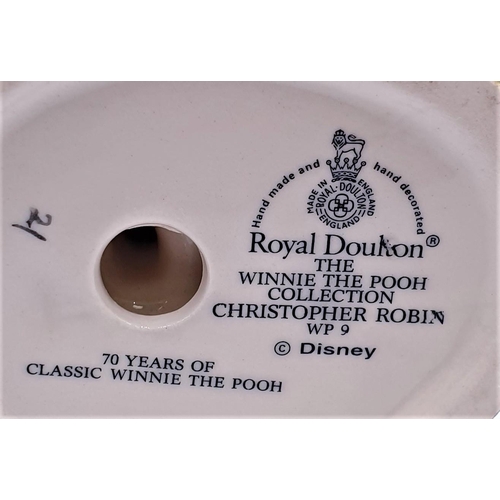 Hand made and hand decorated
MADE IN ENGLAND
ROYAL·DOULTON
ENGLAND
Royal Doulton®
THE
WINNIE THE POOH
COLLECTION
CHRISTOPHER ROBIN
WP 9
© Disney
70 YEARS OF
CLASSIC WINNIE THE POOH